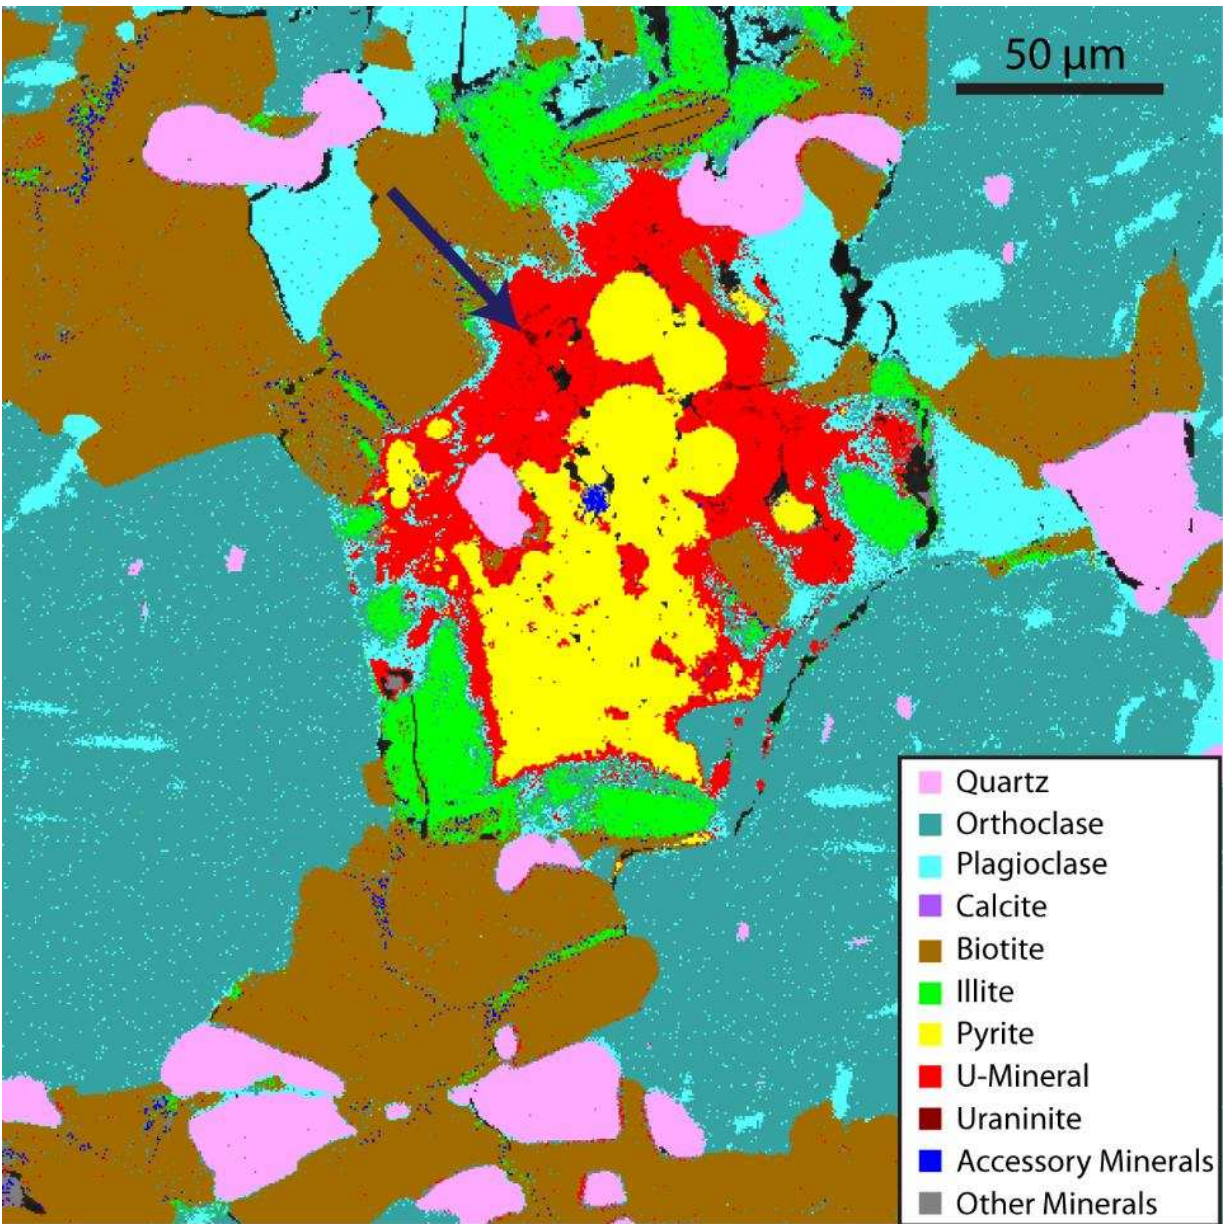 50 µm
Quartz
Orthoclase
Plagioclase
Calcite
Biotite
Illite
Pyrite
U-Mineral
Uraninite
Accessory Minerals
Other Minerals